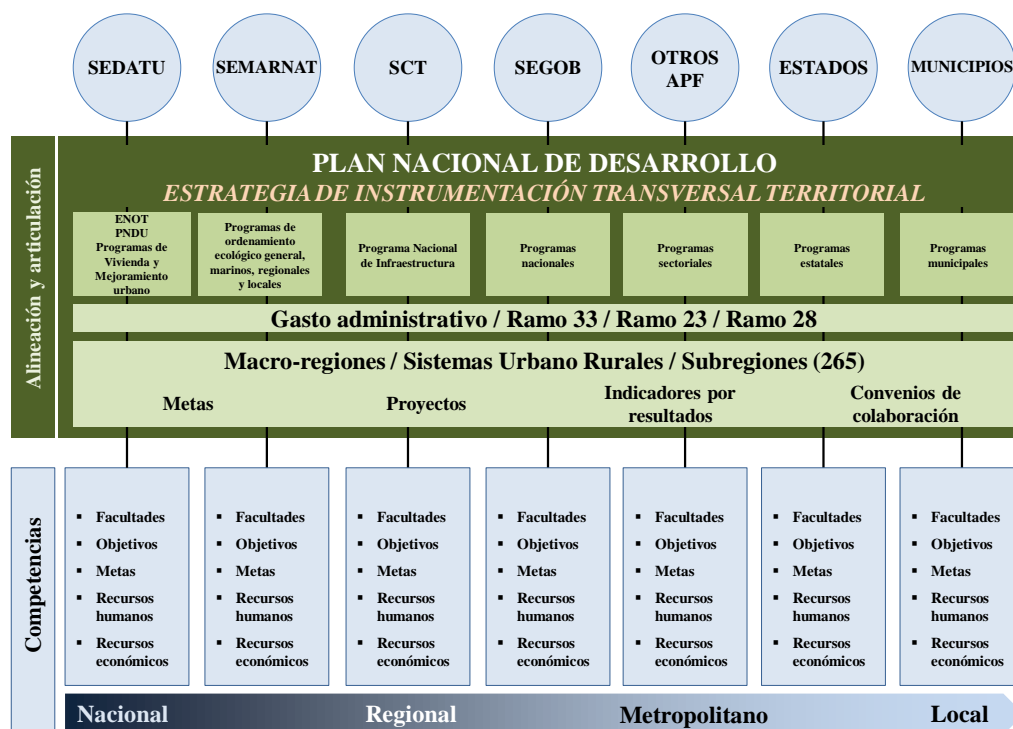 SEDATU
SEMARNAT
SCT
SEGOB
OTROS
APF
ESTADOS
MUNICIPIOS
Alineación y articulación
PLAN NACIONAL DE DESARROLLO
ESTRATEGIA DE INSTRUMENTACIÓN TRANSVERSAL TERRITORIAL
ENOT
PNDU
Programas de
Vivienda y
Mejoramiento
urbano
Programas de
ordenamiento
ecológico general,
marinos, regionales
y locales
Programa Nacional
de Infraestructura
Programas
nacionales
Programas
sectoriales
Programas
estatales
Programas
municipales
Gasto administrativo / Ramo 33 / Ramo 23 / Ramo 28
Macro-regiones / Sistemas Urbano Rurales / Subregiones (265)
Metas
Proyectos
Indicadores por
resultados
Convenios de
colaboración
Competencias
▪ Facultades
▪ Objetivos
▪ Metas
▪ Recursos
humanos
▪ Recursos
económicos
▪ Facultades
▪ Objetivos
▪ Metas
▪ Recursos
humanos
▪ Recursos
económicos
▪ Facultades
▪ Objetivos
▪ Metas
▪ Recursos
humanos
▪ Recursos
económicos
▪ Facultades
▪ Objetivos
▪ Metas
▪ Recursos
humanos
▪ Recursos
económicos
▪ Facultades
▪ Objetivos
▪ Metas
▪ Recursos
humanos
▪ Recursos
económicos
▪ Facultades
▪ Objetivos
▪ Metas
▪ Recursos
humanos
▪ Recursos
económicos
▪ Facultades
▪ Objetivos
▪ Metas
▪ Recursos
humanos
▪ Recursos
económicos
Nacional
Regional
Metropolitano
Local